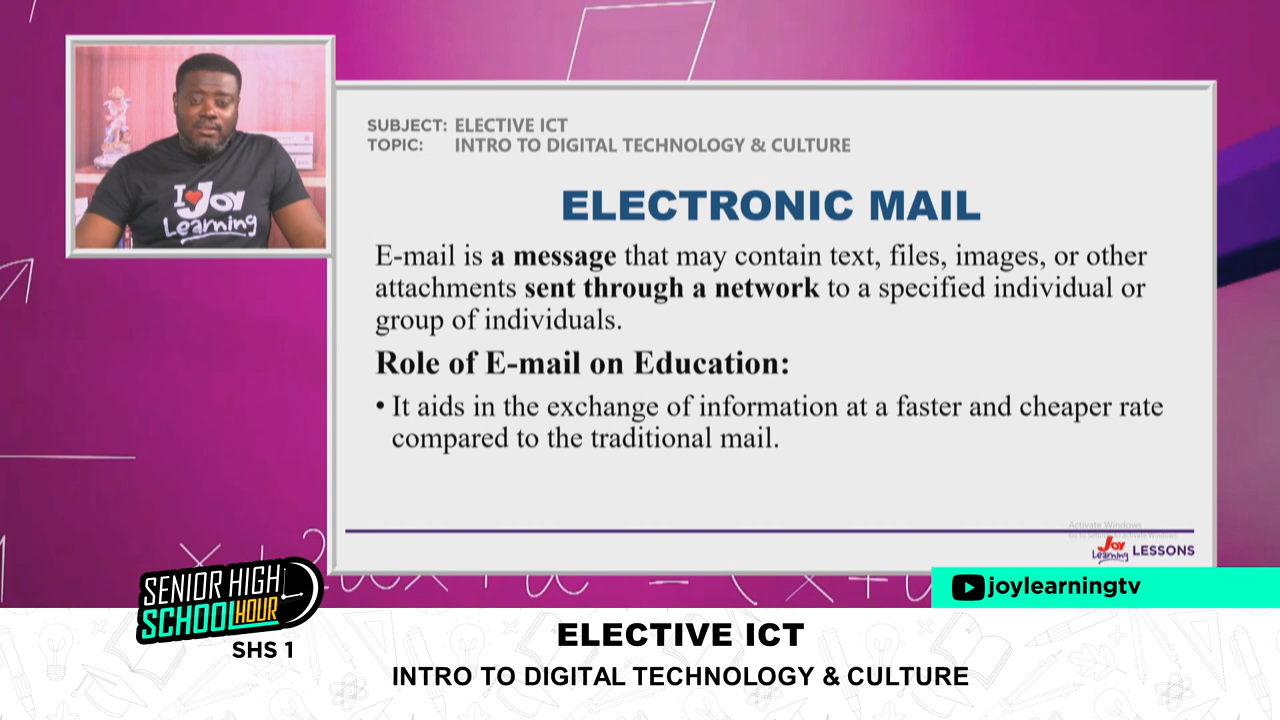 SUBJECT: ELECTIVE ICT
TOPIC: INTRO TO DIGITAL TECHNOLOGY & CULTURE
I Joy
Learning
ELECTRONIC MAIL
E-mail is a message that may contain text, files, images, or other
attachments sent through a network to a specified individual or
group of individuals.
Role of E-mail on Education:
• It aids in the exchange of information at a faster and cheaper rate
compared to the traditional mail.
Activate Windows
Joy
Learning LESSONS
SENIOR HIGH
SCHOOL HOUR
SHS 1
joylearningtv
ELECTIVE ICT
INTRO TO DIGITAL TECHNOLOGY & CULTURE